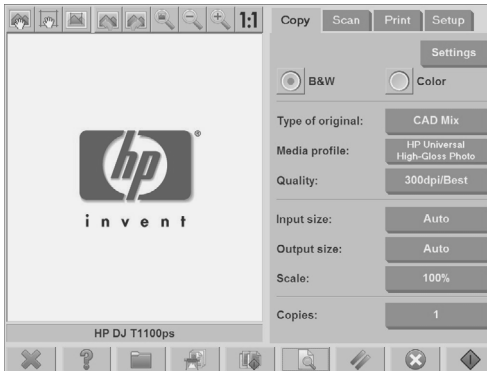 1:1
Copy Scan Print Setup
Settings
B&W Color
Type of original: CAD Mix
Media profile: HP Universal
High-Gloss Photo
Quality: 300dpi/Best
Input size: Auto
Output size: Auto
Scale: 100%
Copies: 1
hp®
invent
HP DJ T1100ps
?